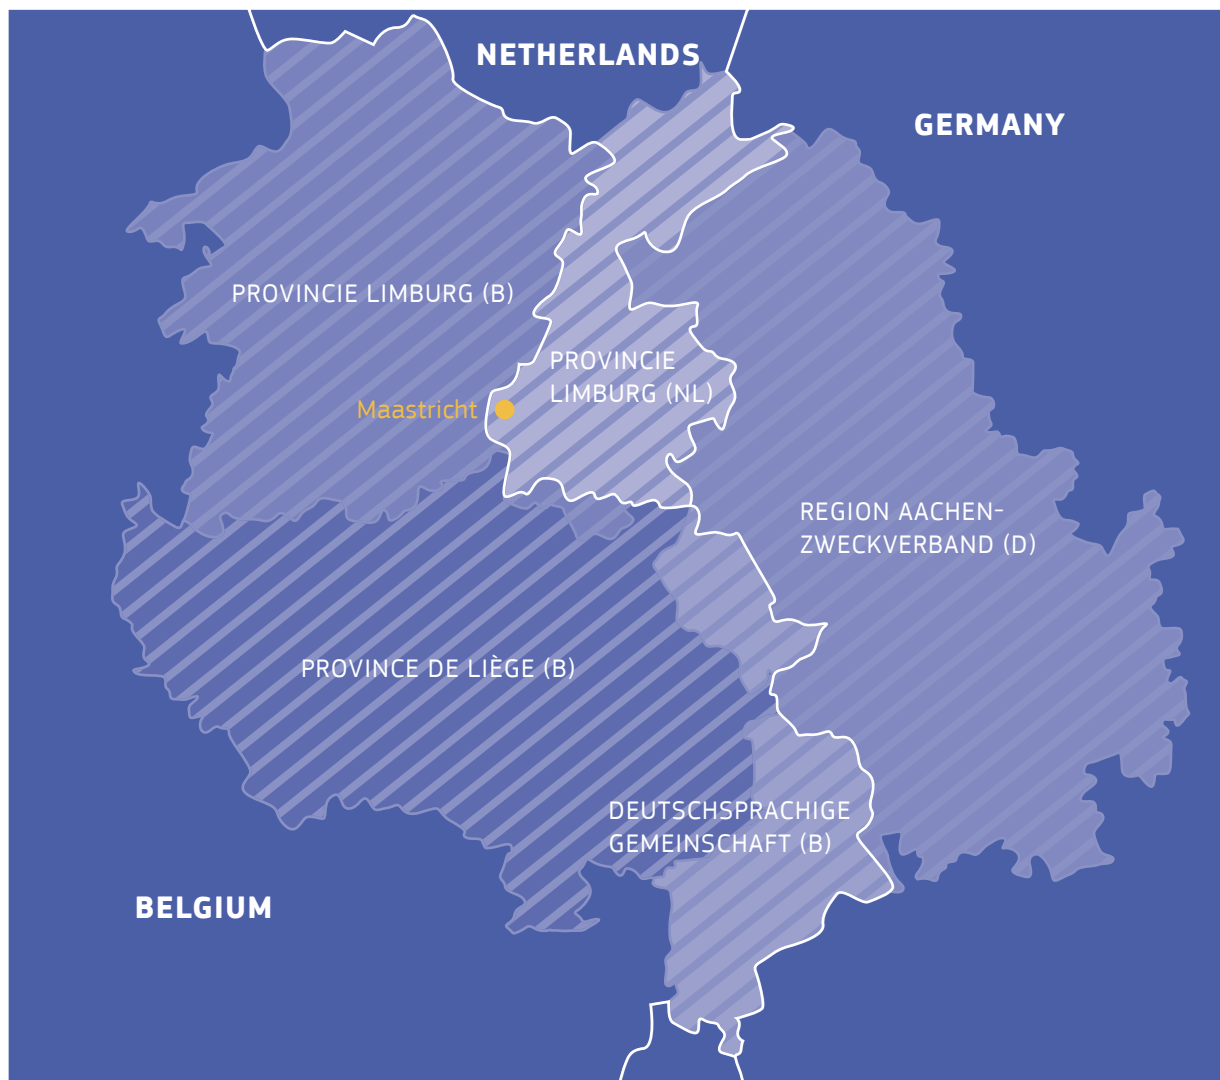 NETHERLANDS
GERMANY
PROVINCIE LIMBURG (B)
PROVINCIE
LIMBURG (NL)
Maastricht
REGION AACHEN-
ZWECKVERBAND (D)
PROVINCE DE LIÈGE (B)
DEUTSCHSPRACHIGE
GEMEINSCHAFT (B)
BELGIUM